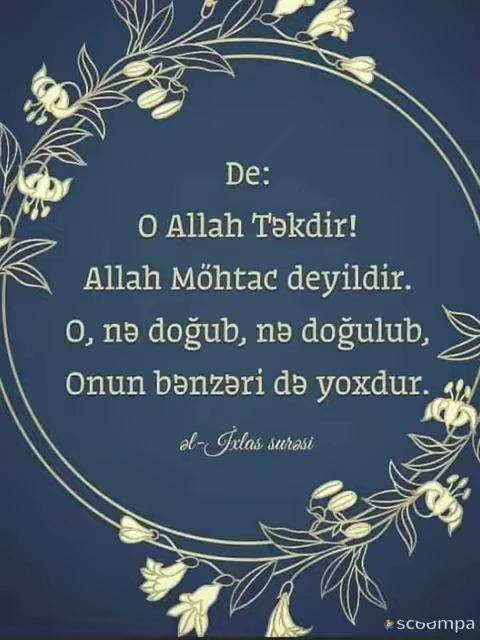 De:
O Allah Təkdir!
Allah Möhtac deyildir.
O, nə doğub, nə doğulub,
Onun bənzəri də yoxdur.
əl-İxlas surəsi
scoompa